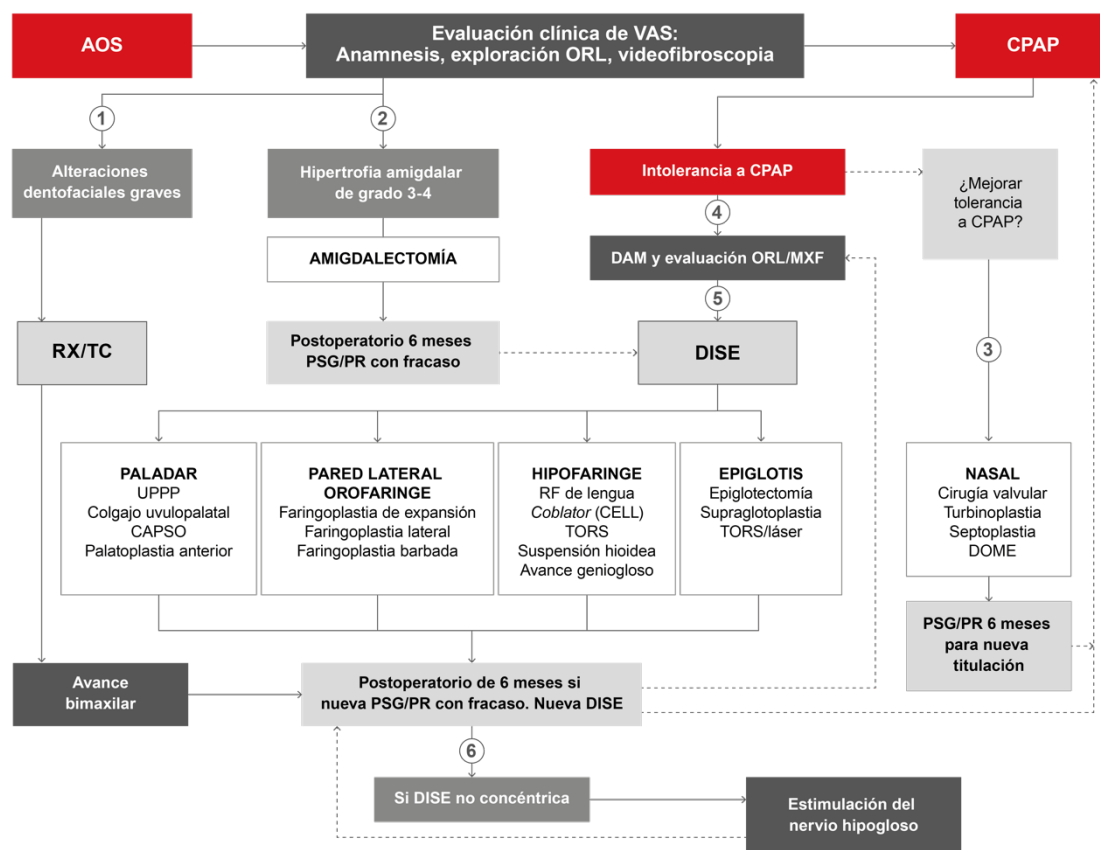 AOS
Evaluación clínica de VAS:
Anamnesis, exploración ORL, videofibroscopia
CPAP
1
2
Alteraciones
dentofaciales graves
Hipertrofia amigdalar
de grado 3-4
Intolerancia a CPAP
¿Mejorar
tolerancia
a CPAP?
4
AMIGDALECTOMÍA
DAM y evaluación ORL/MXF
5
RX/TC
Postoperatorio 6 meses
PSG/PR con fracaso
DISE
3
PALADAR
UPPP
Colgajo uvulopalatal
CAPSO
Palatoplastia anterior
PARED LATERAL
OROFARINGE
Faringoplastia de expansión
Faringoplastia lateral
Faringoplastia barbada
HIPOFARINGE
RF de lengua
Coblator (CELL)
TORS
Suspensión hioidea
Avance geniogloso
EPIGLOTIS
Epiglotectomía
Supraglotoplastia
TORS/láser
NASAL
Cirugía valvular
Turbinoplastia
Septoplastia
DOME
PSG/PR 6 meses
para nueva
titulación
Avance
bimaxilar
Postoperatorio de 6 meses si
nueva PSG/PR con fracaso. Nueva DISE
6
Si DISE no concéntrica
Estimulación del
nervio hipogloso